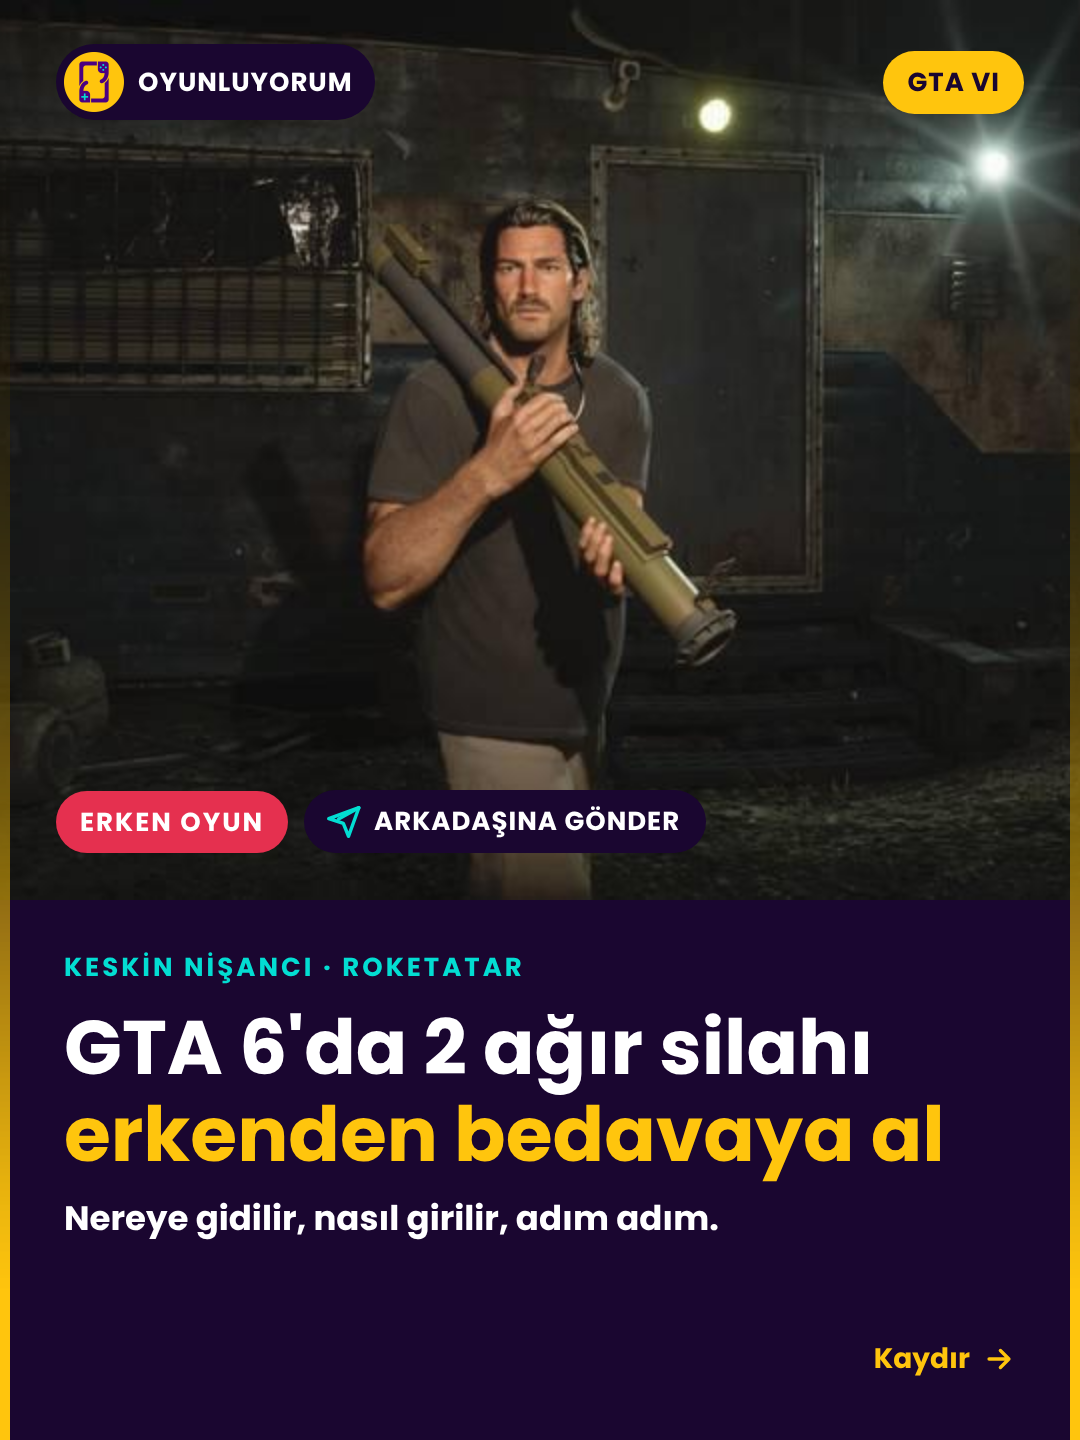 OYUNLUYORUM
GTA VI
ERKEN OYUN
ARKADAŞINA GÖNDER
KESKİN NİŞANCI · ROKETATAR
GTA 6'da 2 ağır silahı
erkenden bedavaya al
Nereye gidilir, nasıl girilir, adım adım.
Kaydır →